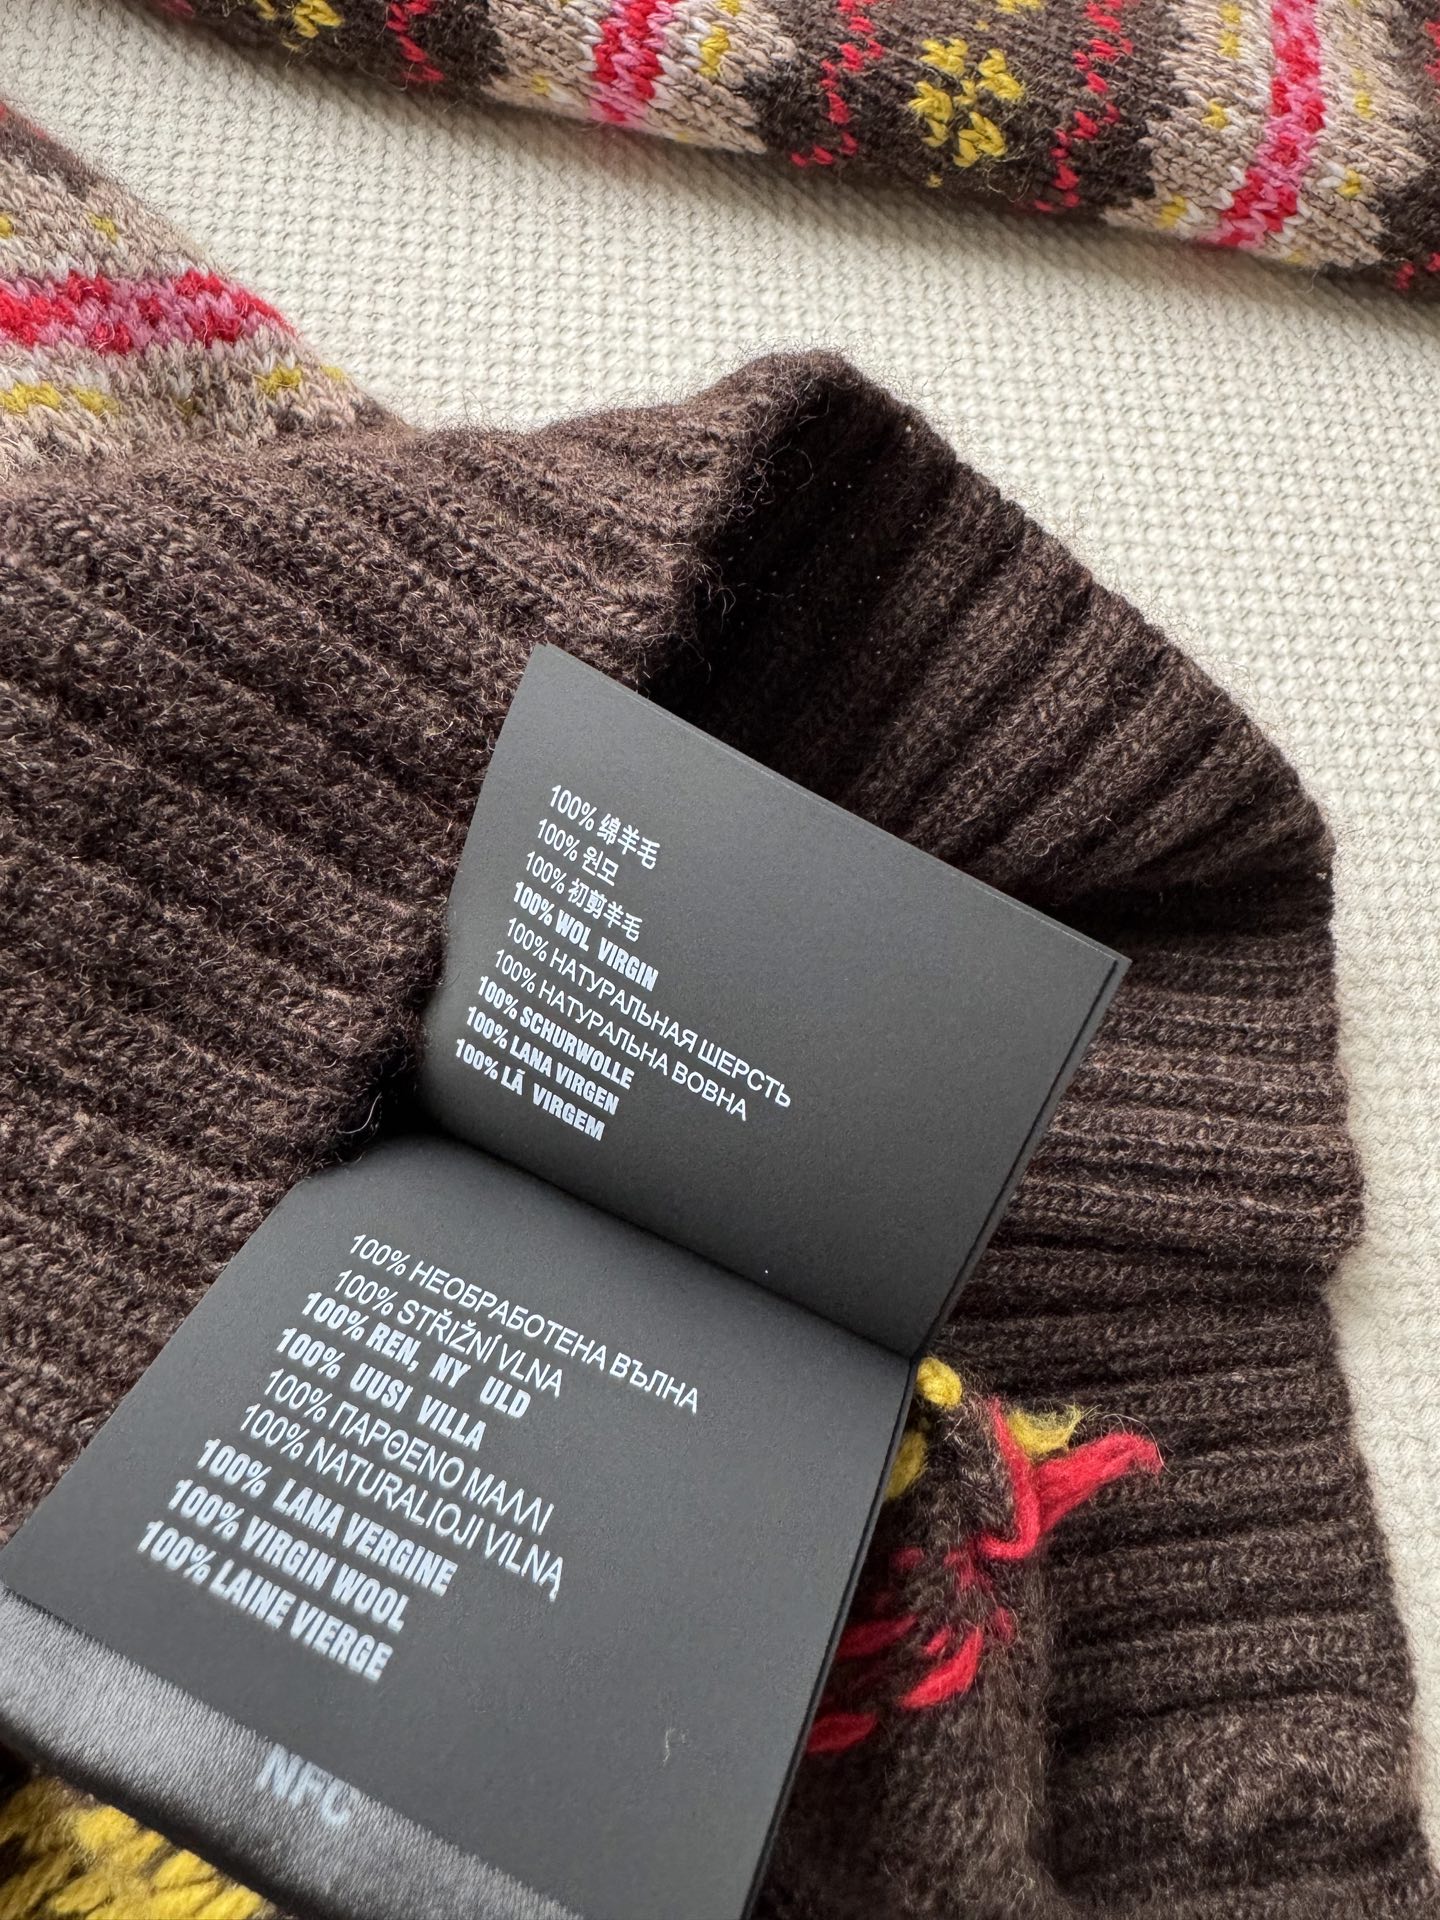 100% 绵羊毛
100% 원모
100% 初剪羊毛
100% WOL VIRGIN
100% НАТУРАЛЬНАЯ ШЕРСТЬ
100% НАТУРАЛЬНА ВОВНА
100% SCHURWOLLE
100% LANA VIRGEN
100% LÃ VIRGEM
100% НЕОБРАБОТЕНА ВЪЛНА
100% STŘIŽNÍ VLNA
100% REN, NY ULD
100% UUSI VILLA
100% ΠΑΡΘΕΝΟ ΜΑΛΛΙ
100% NATURALIOJI VILNĄ
100% LANA VERGINE
100% VIRGIN WOOL
100% LAINE VIERGE
NFC